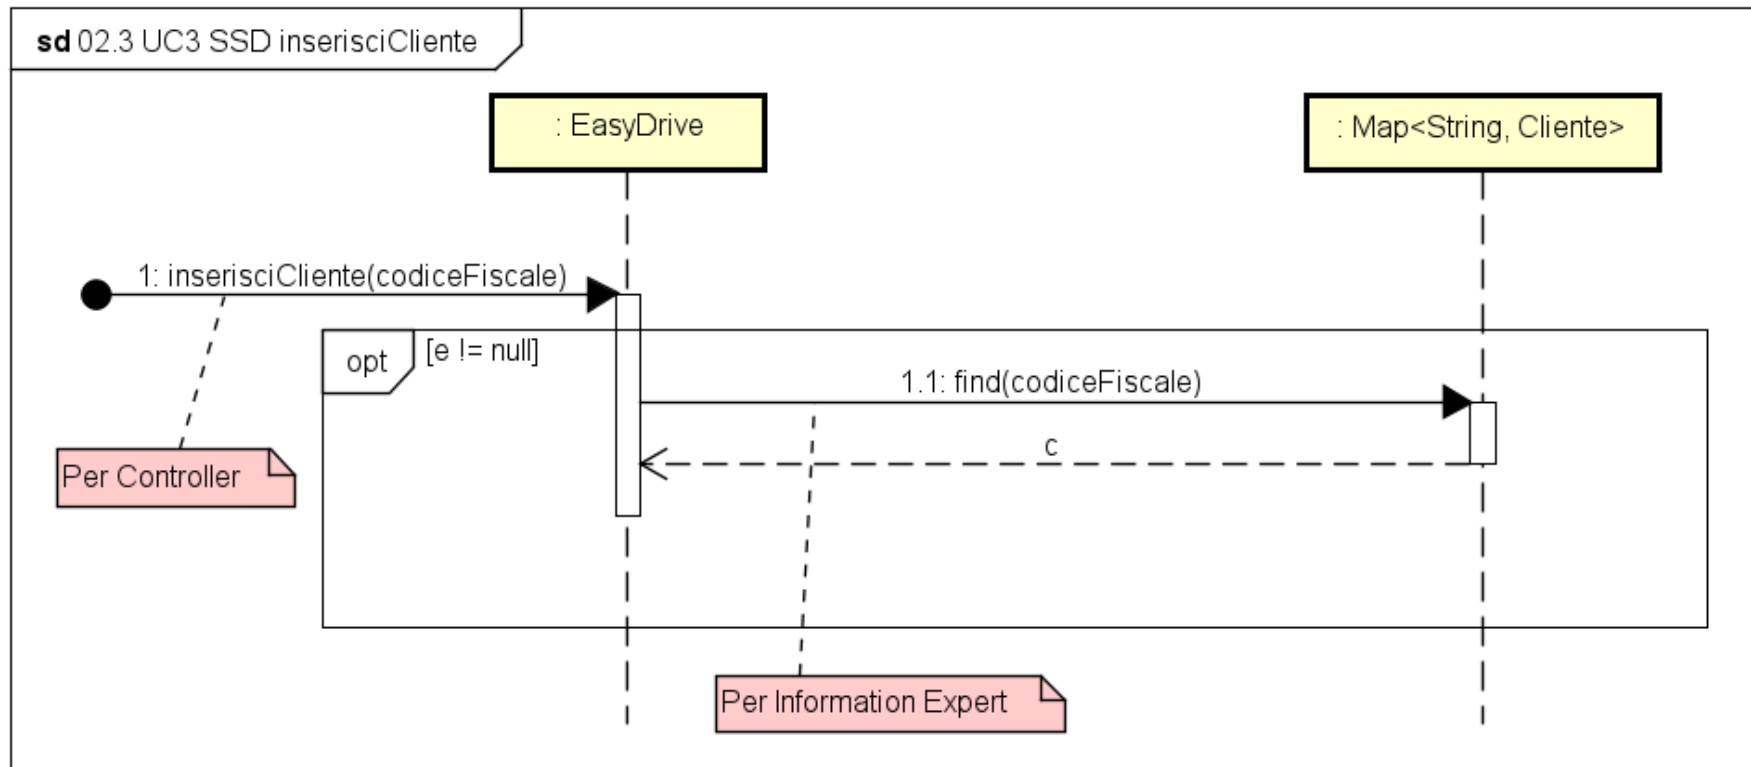 sd 02.3 UC3 SSD inserisciCliente
: EasyDrive
: Map<String, Cliente>
1: inserisciCliente(codiceFiscale)
opt
[e != null]
1.1: find(codiceFiscale)
c
Per Controller
Per Information Expert